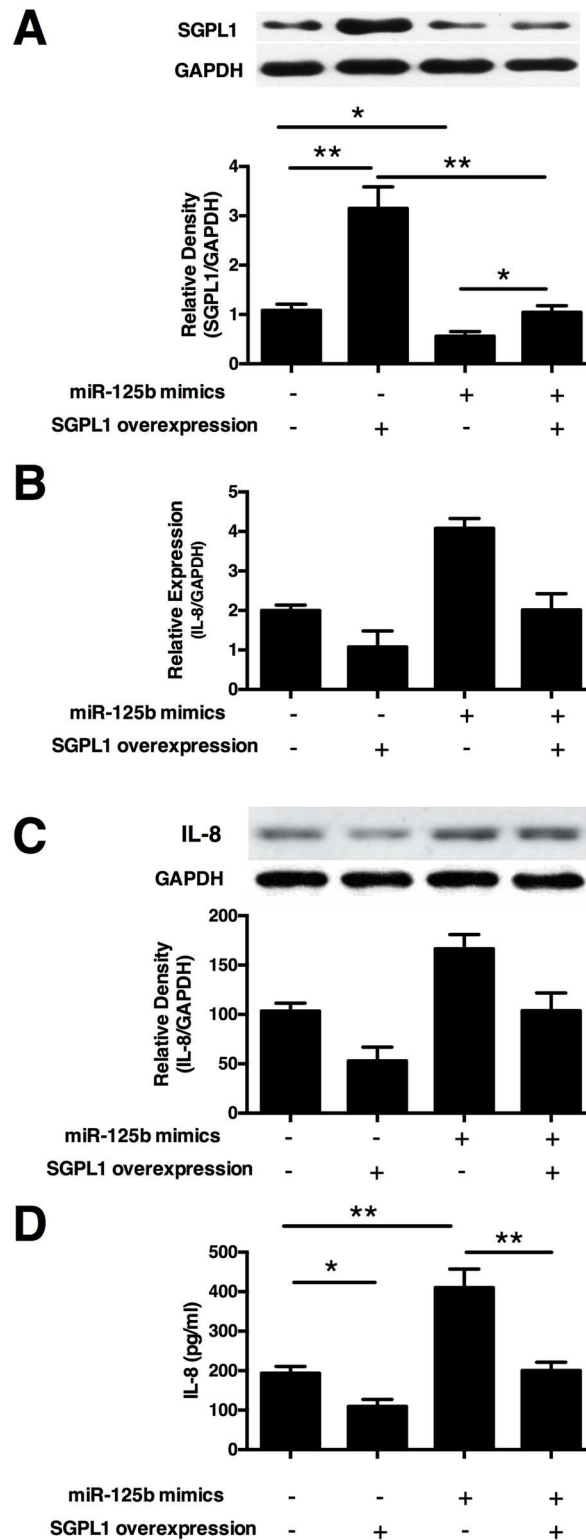 A
SGPL1
GAPDH
*
** **
4
3
2
1
0
Relative Density
(SGPL1/GAPDH)
*
miR-125b mimics - - + +
SGPL1 overexpression - + - +
B
5
4
3
2
1
0
Relative Expression
(IL-8/GAPDH)
miR-125b mimics - - + +
SGPL1 overexpression - + - +
C
IL-8
GAPDH
200
150
100
50
0
Relative Density
(IL-8/GAPDH)
miR-125b mimics - - + +
SGPL1 overexpression - + - +
D
**
* **
500
400
300
200
100
0
IL-8 (pg/ml)
miR-125b mimics - - + +
SGPL1 overexpression - + - +